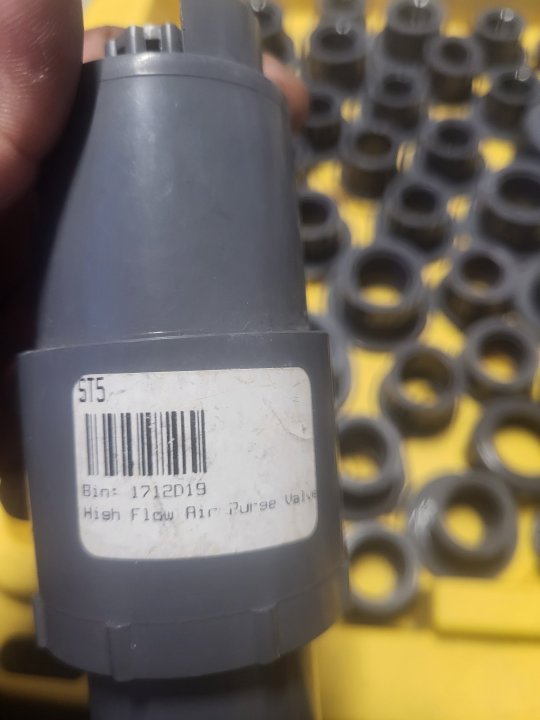 ST5
Bin: 1712D19
High Flow Air Purge Valve